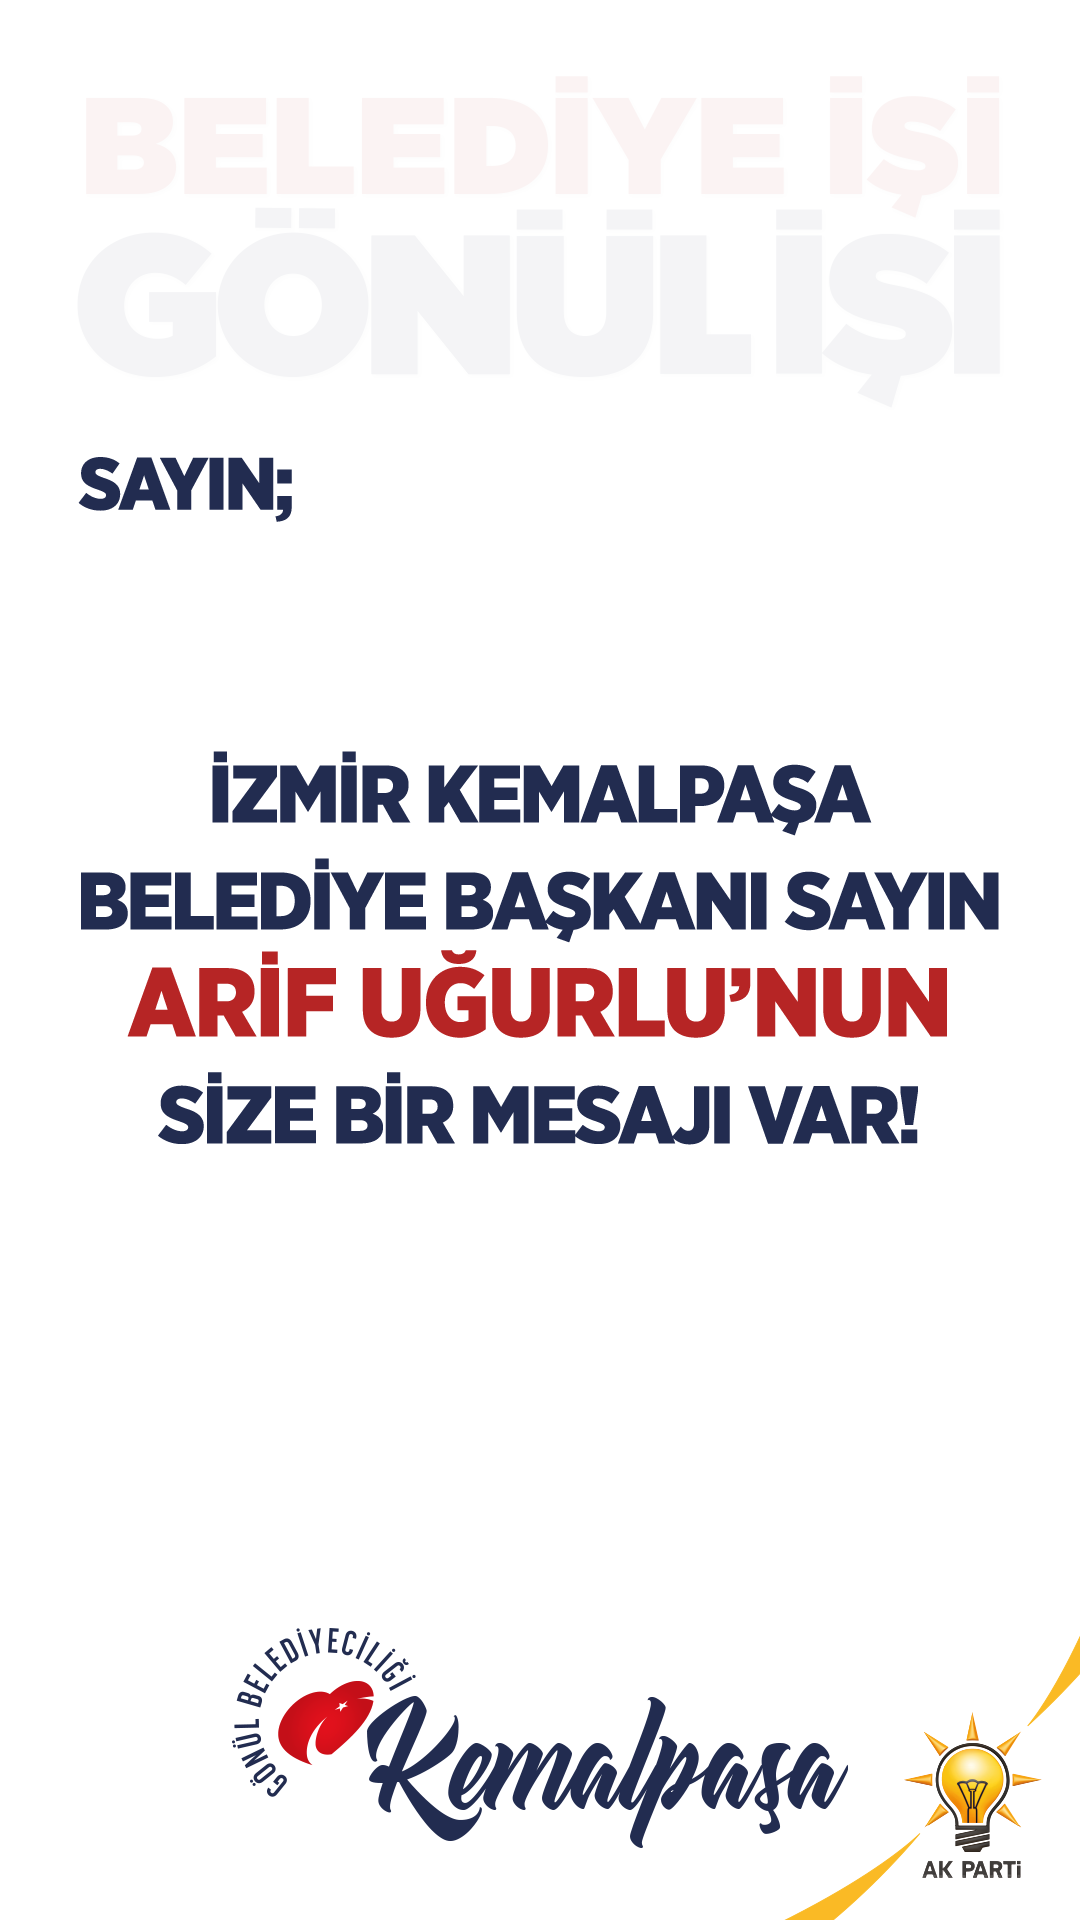 BELEDİYE İŞİ
GÖNÜL İŞİ
SAYIN;
İZMİR KEMALPAŞA
BELEDİYE BAŞKANI SAYIN
ARİF UĞURLU’NUN
SİZE BİR MESAJI VAR!
GÖNÜL BELEDİYECİLİĞİ
Kemalpaşa
AK PARTi